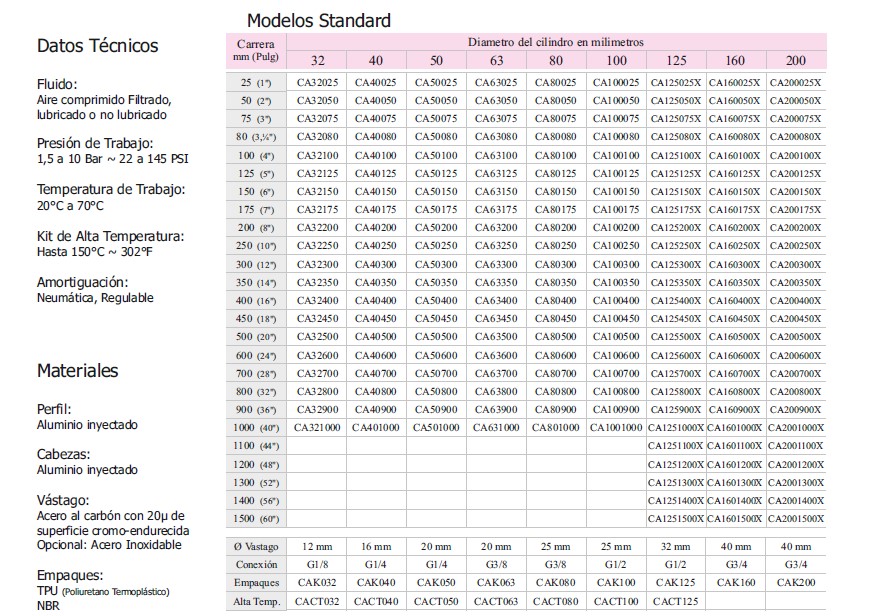 Modelos Standard
Datos Técnicos
Fluido:
Aire comprimido Filtrado,
lubricado o no lubricado
Presión de Trabajo:
1,5 a 10 Bar ~ 22 a 145 PSI
Temperatura de Trabajo:
20°C a 70°C
Kit de Alta Temperatura:
Hasta 150°C ~ 302°F
Amortiguación:
Neumática, Regulable
Materiales
Perfil:
Aluminio inyectado
Cabezas:
Aluminio inyectado
Vástago:
Acero al carbón con 20µ de
superficie cromo-endurecida
Opcional: Acero Inoxidable
Empaques:
TPU (Poliuretano Termoplástico)
NBR
Carrera mm (Pulg) Diametro del cilindro en milimetros
32 40 50 63 80 100 125 160 200
25 (1") CA32025 CA40025 CA50025 CA63025 CA80025 CA100025 CA125025X CA160025X CA200025X
50 (2") CA32050 CA40050 CA50050 CA63050 CA80050 CA100050 CA125050X CA160050X CA200050X
75 (3") CA32075 CA40075 CA50075 CA63075 CA80075 CA100075 CA125075X CA160075X CA200075X
80 (3,¼") CA32080 CA40080 CA50080 CA63080 CA80080 CA100080 CA125080X CA160080X CA200080X
100 (4") CA32100 CA40100 CA50100 CA63100 CA80100 CA100100 CA125100X CA160100X CA200100X
125 (5") CA32125 CA40125 CA50125 CA63125 CA80125 CA100125 CA125125X CA160125X CA200125X
150 (6") CA32150 CA40150 CA50150 CA63150 CA80150 CA100150 CA125150X CA160150X CA200150X
175 (7") CA32175 CA40175 CA50175 CA63175 CA80175 CA100175 CA125175X CA160175X CA200175X
200 (8") CA32200 CA40200 CA50200 CA63200 CA80200 CA100200 CA125200X CA160200X CA200200X
250 (10") CA32250 CA40250 CA50250 CA63250 CA80250 CA100250 CA125250X CA160250X CA200250X
300 (12") CA32300 CA40300 CA50300 CA63300 CA80300 CA100300 CA125300X CA160300X CA200300X
350 (14") CA32350 CA40350 CA50350 CA63350 CA80350 CA100350 CA125350X CA160350X CA200350X
400 (16") CA32400 CA40400 CA50400 CA63400 CA80400 CA100400 CA125400X CA160400X CA200400X
450 (18") CA32450 CA40450 CA50450 CA63450 CA80450 CA100450 CA125450X CA160450X CA200450X
500 (20") CA32500 CA40500 CA50500 CA63500 CA80500 CA100500 CA125500X CA160500X CA200500X
600 (24") CA32600 CA40600 CA50600 CA63600 CA80600 CA100600 CA125600X CA160600X CA200600X
700 (28") CA32700 CA40700 CA50700 CA63700 CA80700 CA100700 CA125700X CA160700X CA200700X
800 (32") CA32800 CA40800 CA50800 CA63800 CA80800 CA100800 CA125800X CA160800X CA200800X
900 (36") CA32900 CA40900 CA50900 CA63900 CA80900 CA100900 CA125900X CA160900X CA200900X
1000 (40") CA321000 CA401000 CA501000 CA631000 CA801000 CA1001000 CA1251000X CA1601000X CA2001000X
1100 (44") CA1251100X CA1601100X CA2001100X
1200 (48") CA1251200X CA1601200X CA2001200X
1300 (52") CA1251300X CA1601300X CA2001300X
1400 (56") CA1251400X CA1601400X CA2001400X
1500 (60") CA1251500X CA1601500X CA2001500X
Ø Vastago 12 mm 16 mm 20 mm 20 mm 25 mm 25 mm 32 mm 40 mm 40 mm
Conexión G1/8 G1/4 G1/4 G3/8 G3/8 G1/2 G1/2 G3/4 G3/4
Empaques CAK032 CAK040 CAK050 CAK063 CAK080 CAK100 CAK125 CAK160 CAK200
Alta Temp. CACT032 CACT040 CACT050 CACT063 CACT080 CACT100 CACT125